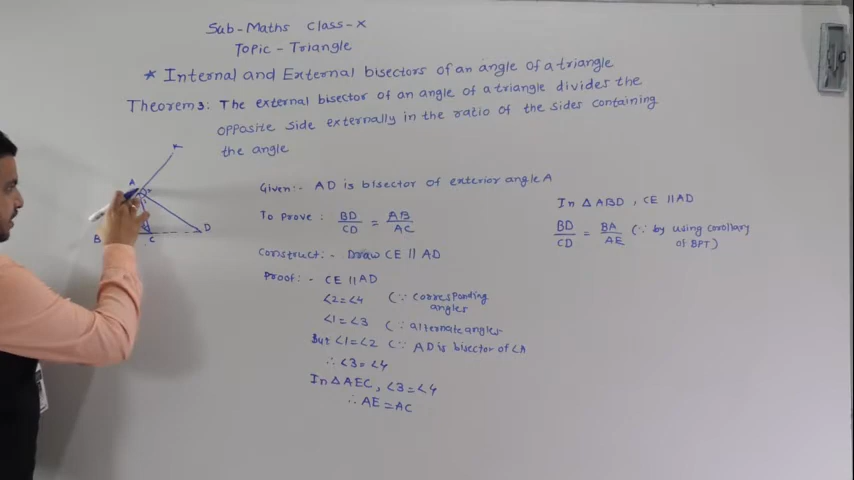 Sub-Maths Class-X
Topic - Triangle
* Internal and External bisectors of an angle of a triangle
Theorem 3: The external bisector of an angle of a triangle divides the
opposite side externally in the ratio of the sides containing
the angle
Given:- AD is bisector of exterior angle A
To Prove : BD/CD = AB/AC
Construct:- Draw CE || AD
Proof:- CE || AD
∠2=∠4 (∵ corresponding
angles
∠1=∠3 (∵ alternate angles
But ∠1=∠2 (∵ AD is bisector of ∠A
∴ ∠3=∠4
In △AEC, ∠3=∠4
∴ AE=AC
In △ABD, CE || AD
BD/CD = BA/AE (∵ by using corollary
of BPT)
A
K
B
C
D